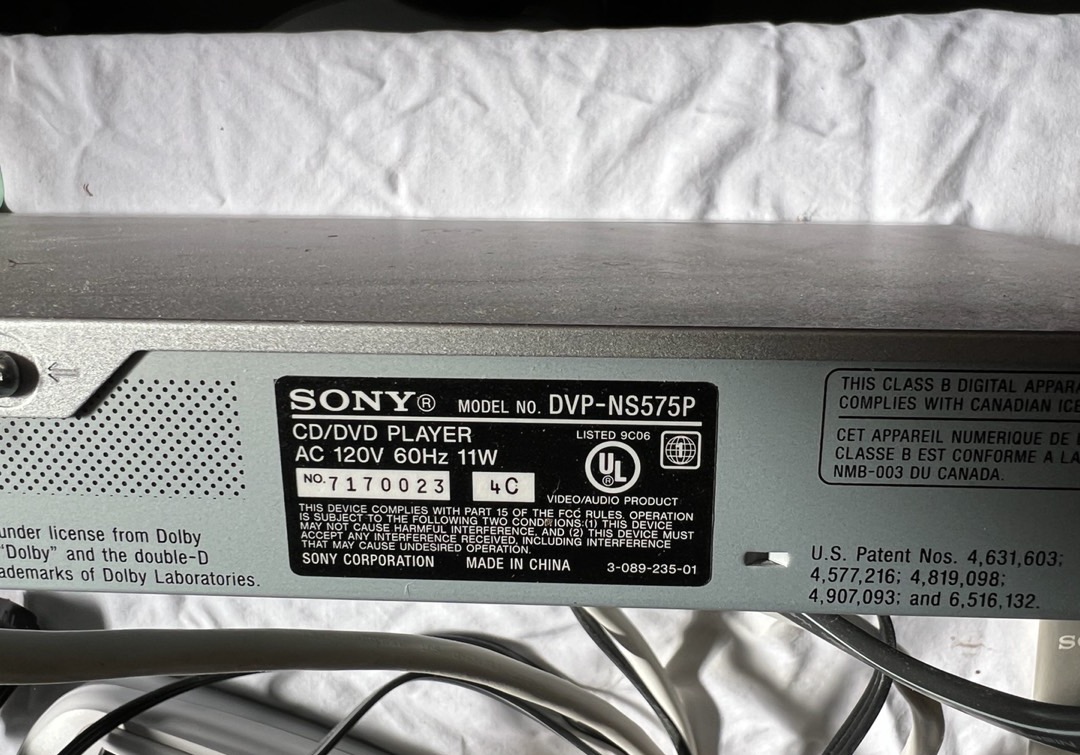 SONY® MODEL NO. DVP-NS575P
CD/DVD PLAYER
AC 120V 60Hz 11W
LISTED 9C06
UL
®
NO. 7170023
4C
VIDEO/AUDIO PRODUCT
THIS DEVICE COMPLIES WITH PART 15 OF THE FCC RULES. OPERATION
IS SUBJECT TO THE FOLLOWING TWO CONDITIONS:(1) THIS DEVICE
MAY NOT CAUSE HARMFUL INTERFERENCE, AND (2) THIS DEVICE MUST
ACCEPT ANY INTERFERENCE RECEIVED, INCLUDING INTERFERENCE
THAT MAY CAUSE UNDESIRED OPERATION.
SONY CORPORATION MADE IN CHINA 3-089-235-01
under license from Dolby
"Dolby" and the double-D
ademarks of Dolby Laboratories.
THIS CLASS B DIGITAL APPARA
COMPLIES WITH CANADIAN ICE
CET APPAREIL NUMERIQUE DE
CLASSE B EST CONFORME A LA
NMB-003 DU CANADA.
U.S. Patent Nos. 4,631,603;
4,577,216; 4,819,098;
4,907,093; and 6,516,132.